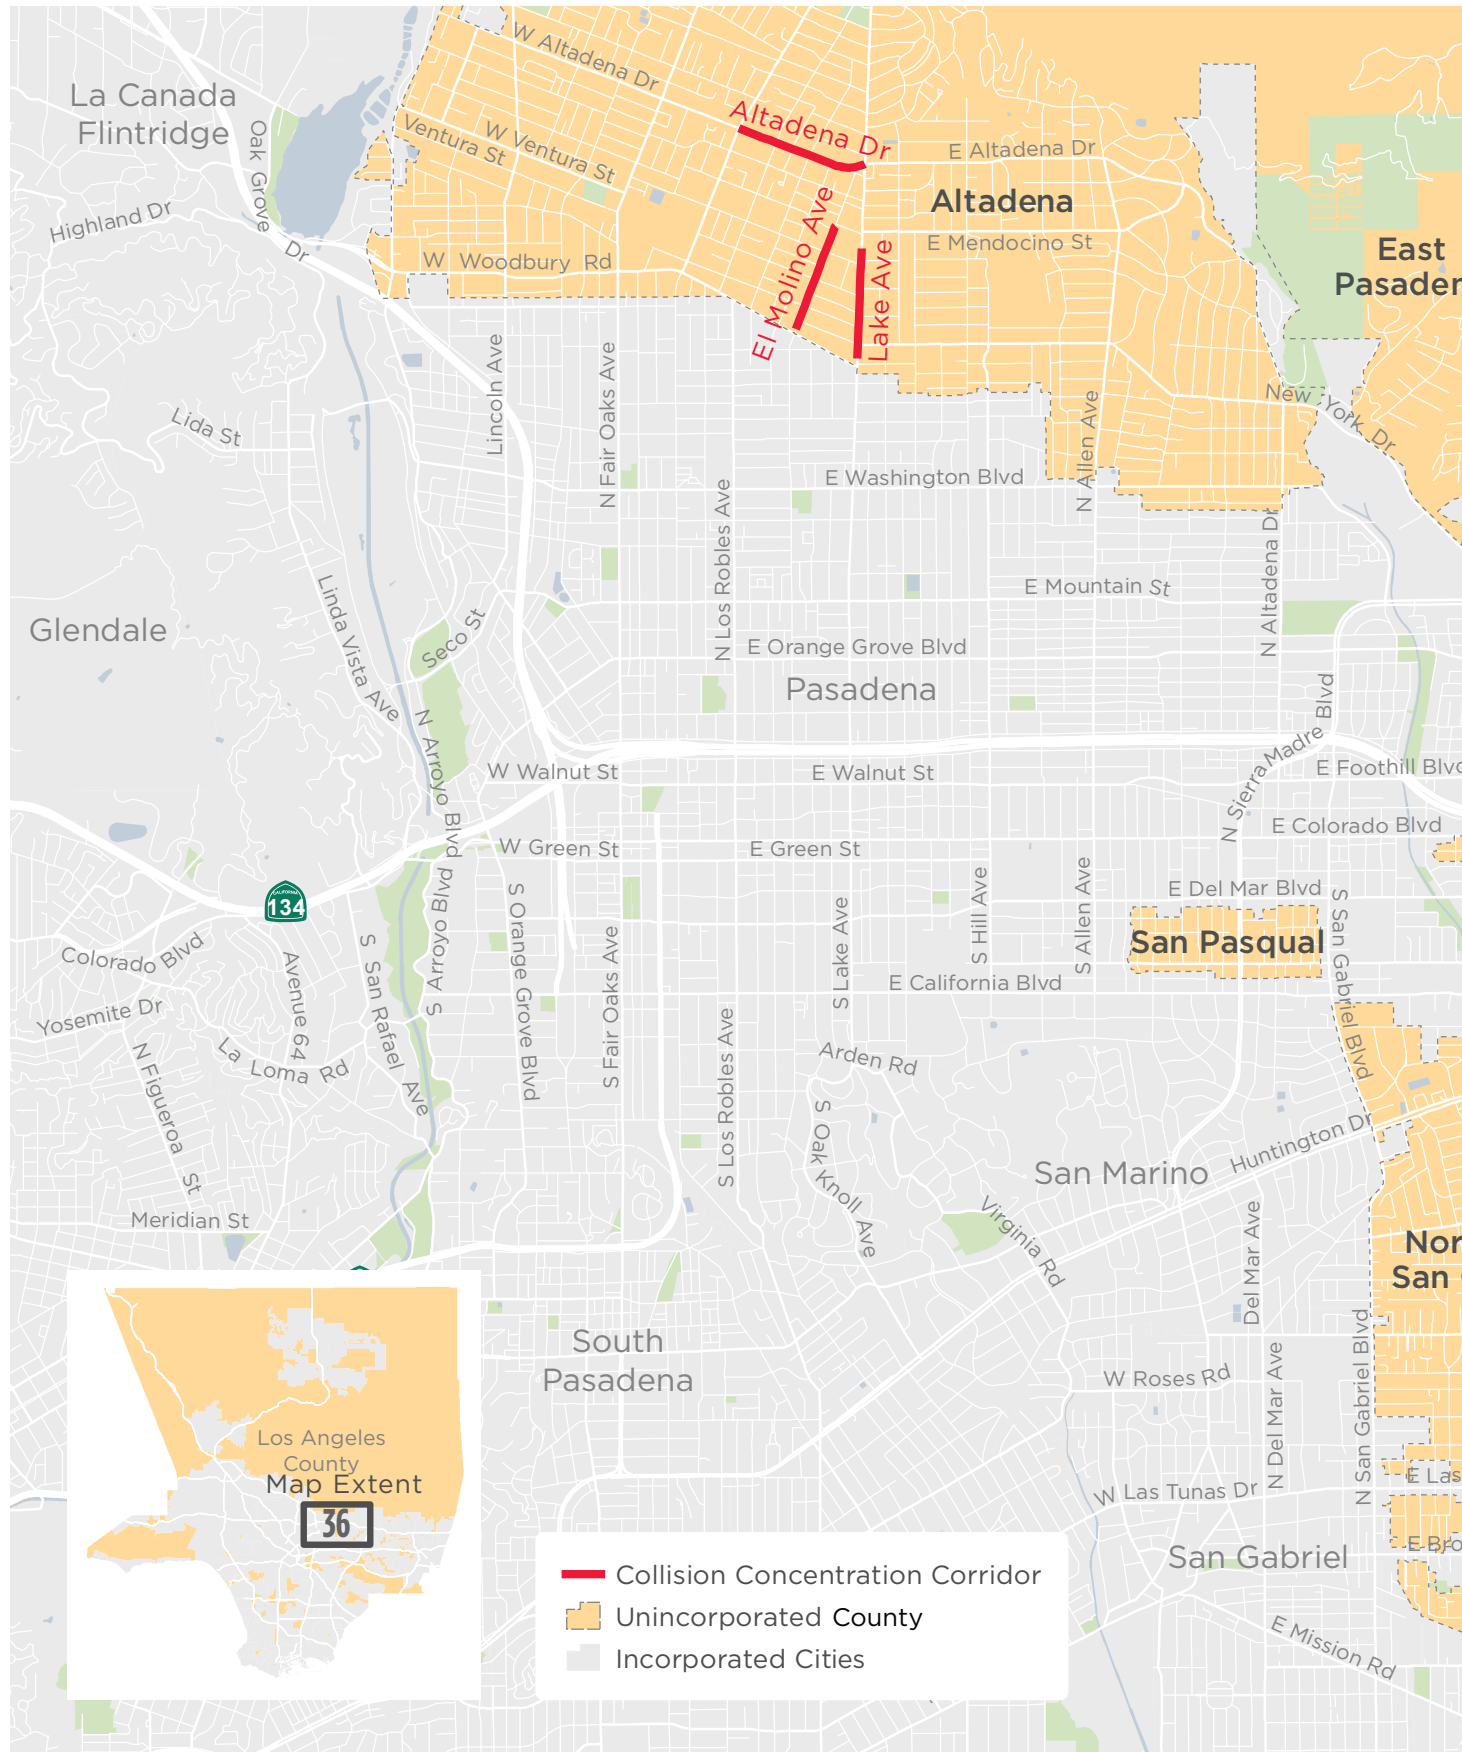 W Altadena Dr
La Canada
Flintridge
Altadena Dr
Oak Grove Dr
Ventura St
W Ventura St
E Altadena Dr
Altadena
El Molino Ave
Highland Dr
E Mendocino St
East
Lake Ave
W Woodbury Rd
Lincoln Ave
N Fair Oaks Ave
New York Dr
N Allen Ave
Lida St
E Washington Blvd
N Los Robles Ave
N Altadena Dr
E Mountain St
Linda Vista Ave
Seco St
Glendale
E Orange Grove Blvd
Pasadena
N Sierra Madre Blvd
N Arroyo Blvd
W Walnut St
E Walnut St
E Foothill Blvd
E Colorado Blvd
W Green St
E Green St
CALIFORNIA
134
S Arroyo Blvd
S Orange Grove Blvd
S Fair Oaks Ave
S Lake Ave
S Hill Ave
S Allen Ave
E Del Mar Blvd
San Pasqual
S San Gabriel Blvd
Colorado Blvd
Avenue 64
S San Rafael Ave
E California Blvd
Yosemite Dr
N Figueroa St
La Loma Rd
S Los Robles Ave
Arden Rd
S Oak Knoll Ave
Huntington Dr
San Marino
Virginia Rd
Meridian St
Del Mar Ave
San
South
Pasadena
W Roses Rd
N Del Mar Ave
N San Gabriel Blvd
E Las
W Las Tunas Dr
E Bro
San Gabriel
E Mission Rd
Los Angeles
County
Map Extent
36
Collision Concentration Corridor
Unincorporated County
Incorporated Cities